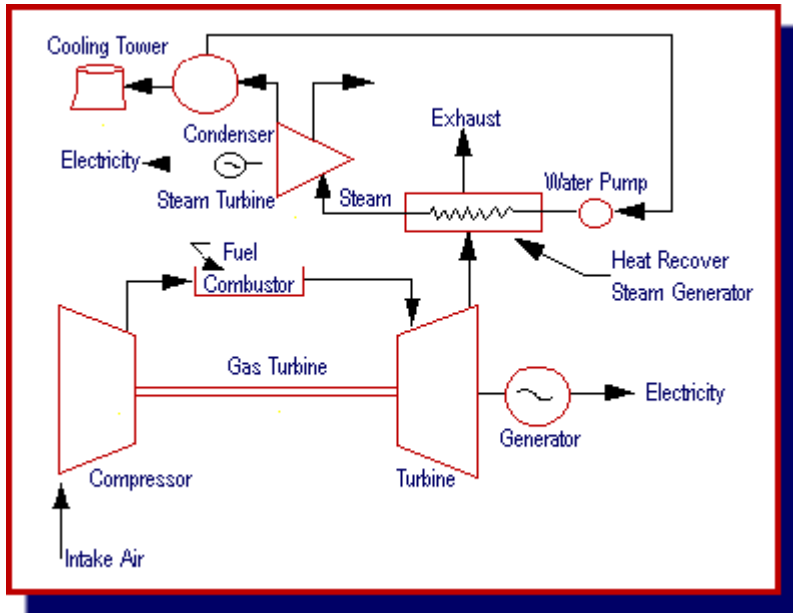 Cooling Tower
Condenser
Exhaust
Electricity
Steam Turbine
Steam
Water Pump
Fuel
Combustor
Heat Recover
Steam Generator
Gas Turbine
Electricity
Generator
Compressor
Turbine
Intake Air